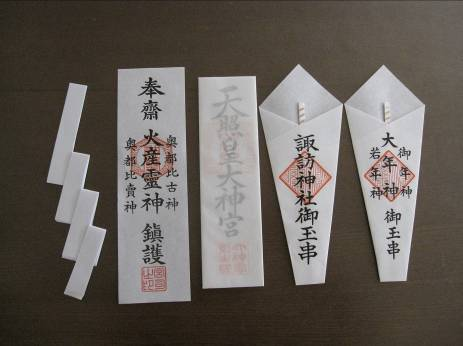 奉齋 火産靈神 鎭護
奥都比古神
奥都比賣神
天照皇大神宮
諏訪神社御玉串
御年神
大年神 御玉串
若年神